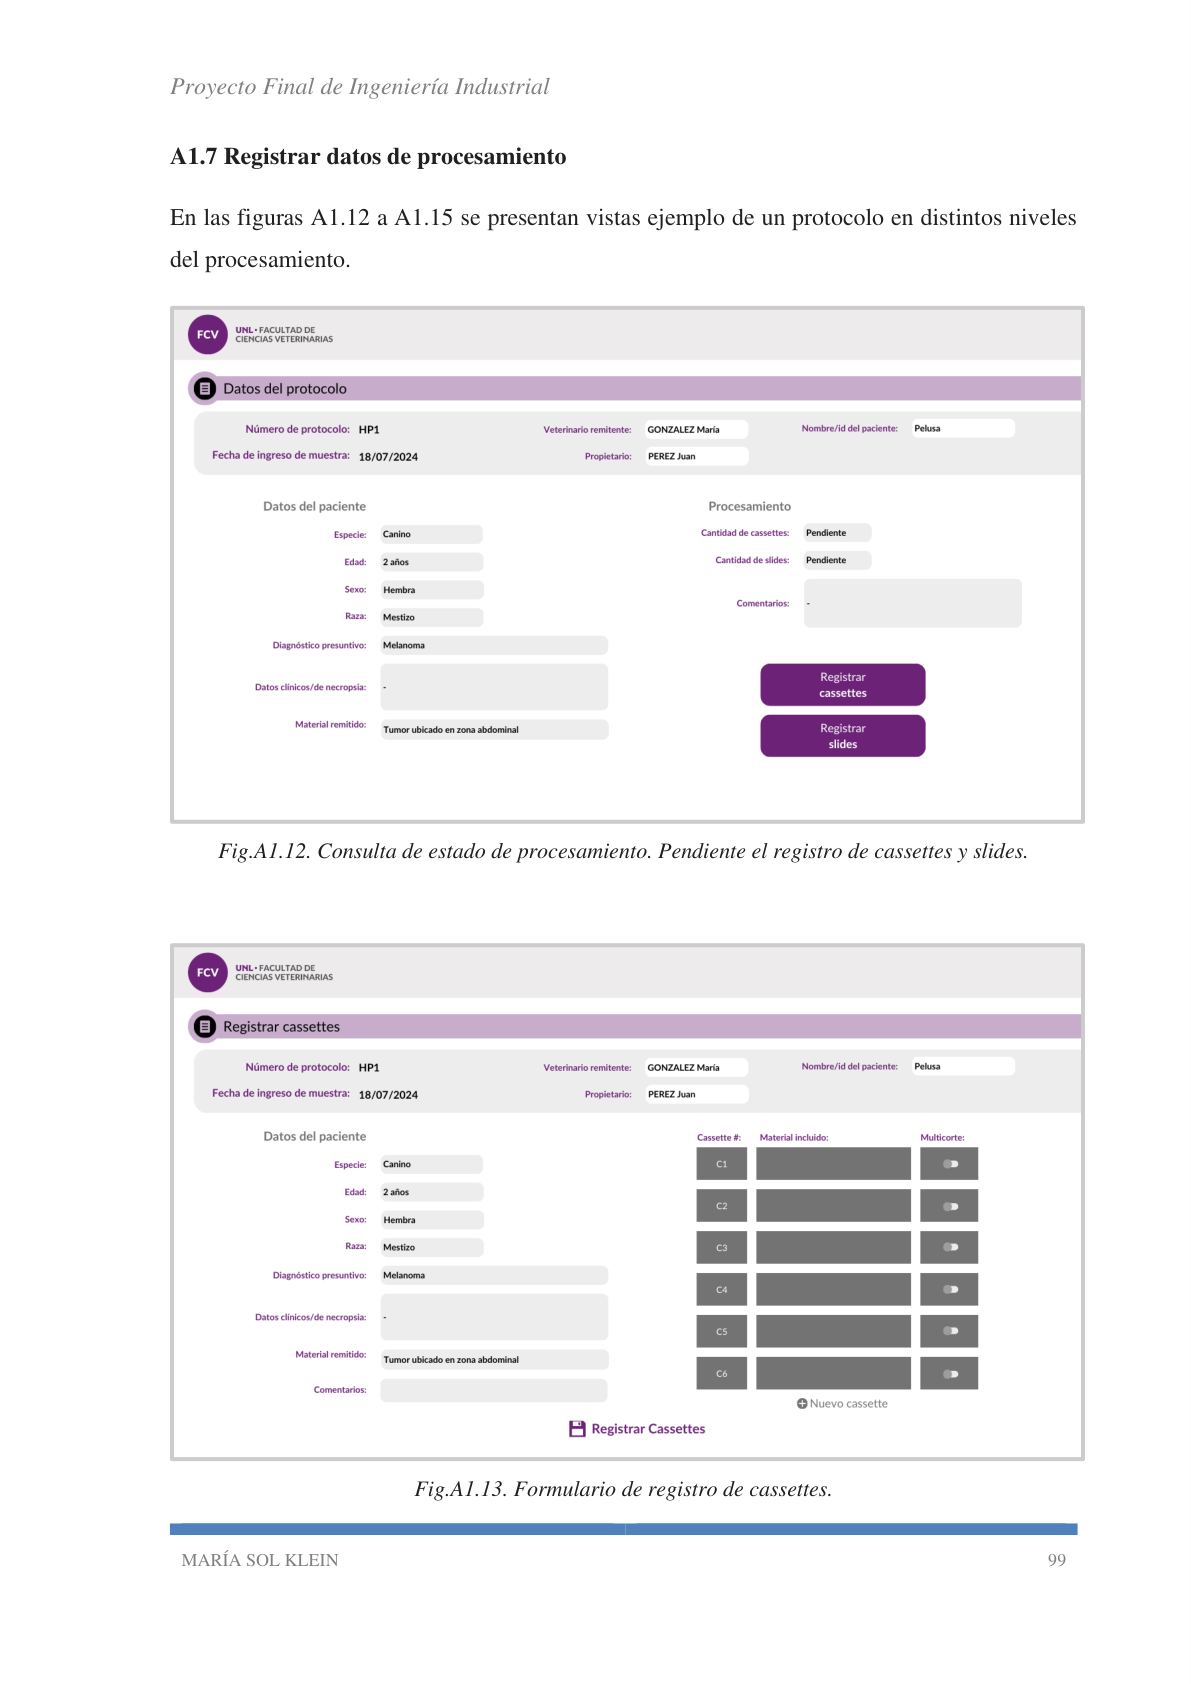 Proyecto Final de Ingeniería Industrial
A1.7 Registrar datos de procesamiento
En las figuras A1.12 a A1.15 se presentan vistas ejemplo de un protocolo en distintos niveles
del procesamiento.
FCV
UNL • FACULTAD DE
CIENCIAS VETERINARIAS
Datos del protocolo
Número de protocolo: HP1
Veterinario remitente: GONZALEZ María
Nombre/id del paciente: Pelusa
Fecha de ingreso de muestra: 18/07/2024
Propietario: PEREZ Juan
Datos del paciente
Especie: Canino
Edad: 2 años
Sexo: Hembra
Raza: Mestizo
Diagnóstico presuntivo: Melanoma
Datos clínicos/de necropsia: -
Material remitido: Tumor ubicado en zona abdominal
Procesamiento
Cantidad de cassettes: Pendiente
Cantidad de slides: Pendiente
Comentarios: -
Registrar
cassettes
Registrar
slides
Fig.A1.12. Consulta de estado de procesamiento. Pendiente el registro de cassettes y slides.
FCV
UNL • FACULTAD DE
CIENCIAS VETERINARIAS
Registrar cassettes
Número de protocolo: HP1
Veterinario remitente: GONZALEZ María
Nombre/id del paciente: Pelusa
Fecha de ingreso de muestra: 18/07/2024
Propietario: PEREZ Juan
Datos del paciente
Especie: Canino
Edad: 2 años
Sexo: Hembra
Raza: Mestizo
Diagnóstico presuntivo: Melanoma
Datos clínicos/de necropsia: -
Material remitido: Tumor ubicado en zona abdominal
Comentarios:
Cassette #: Material incluido: Multicorte:
C1
C2
C3
C4
C5
C6
Nuevo cassette
Registrar Cassettes
Fig.A1.13. Formulario de registro de cassettes.
MARÍA SOL KLEIN 99